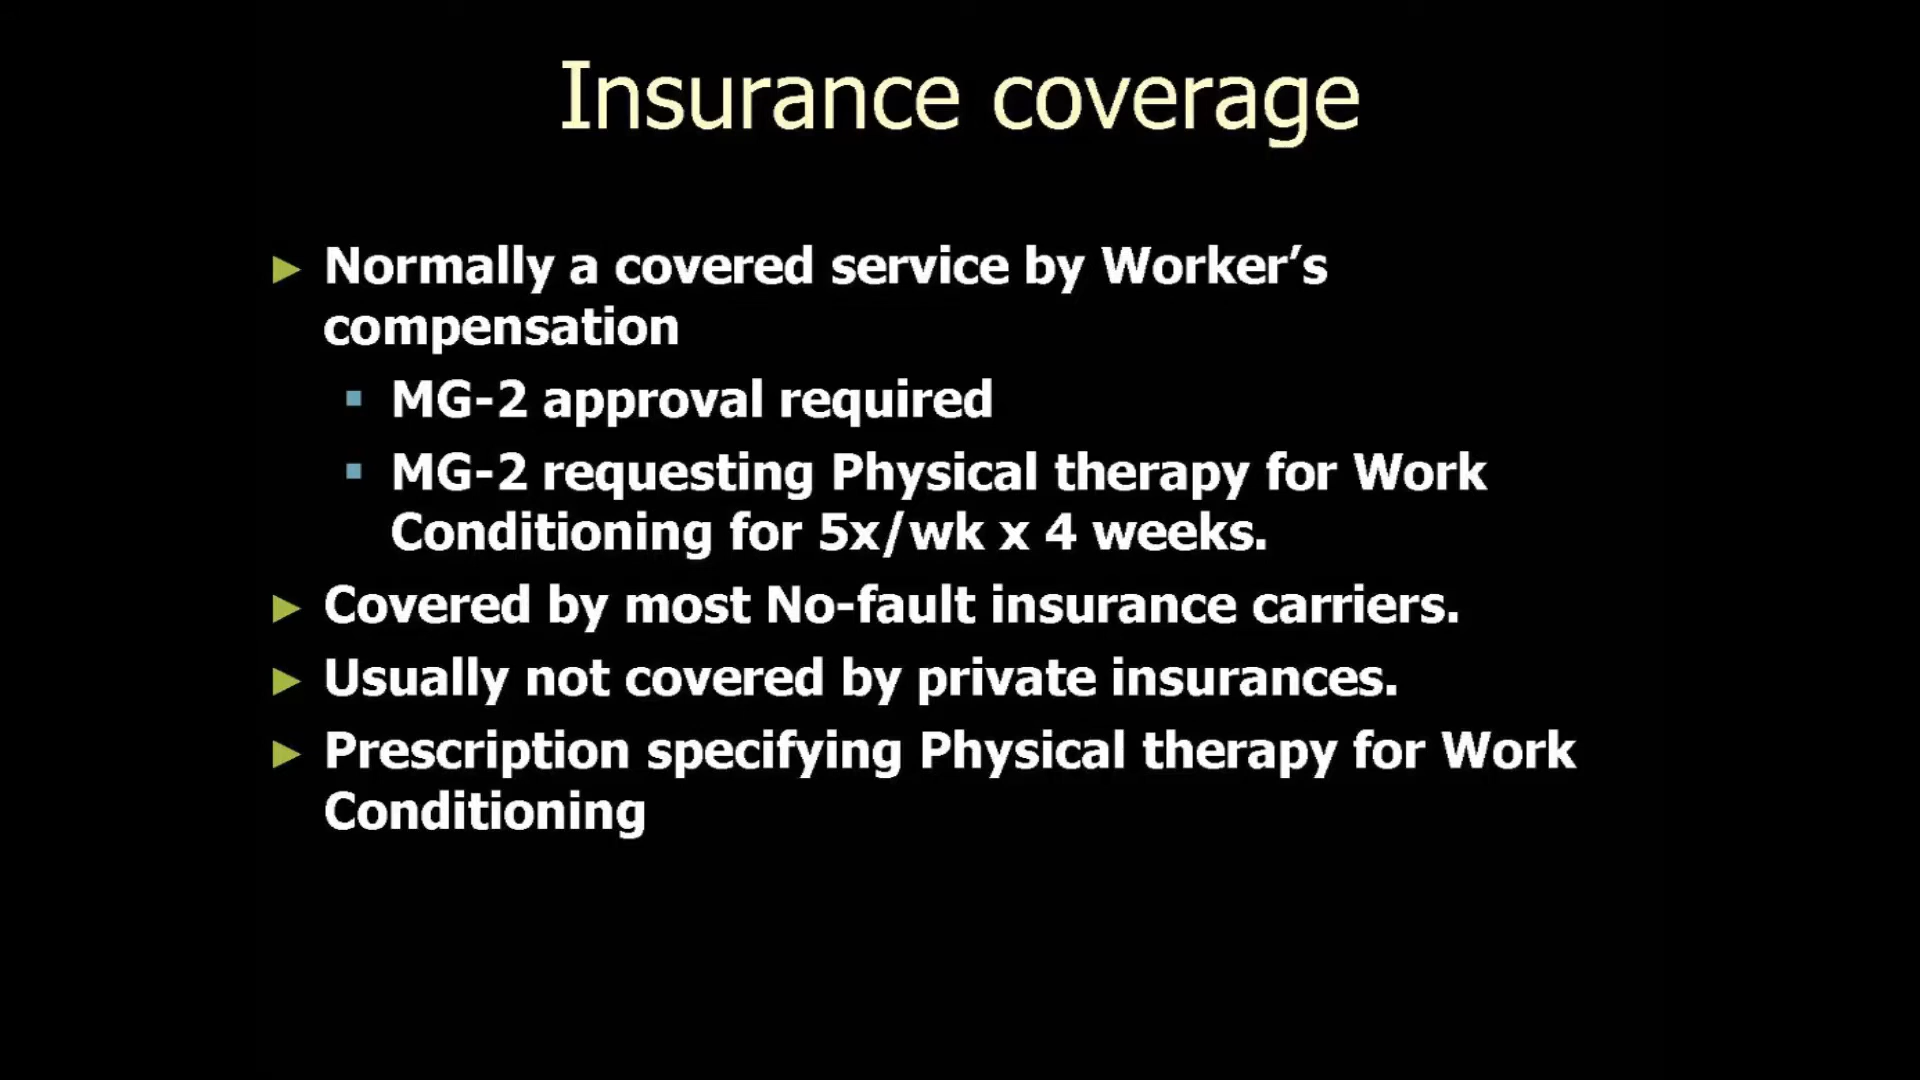 Insurance coverage
► Normally a covered service by Worker’s
compensation
▪ MG-2 approval required
▪ MG-2 requesting Physical therapy for Work
Conditioning for 5x/wk x 4 weeks.
► Covered by most No-fault insurance carriers.
► Usually not covered by private insurances.
► Prescription specifying Physical therapy for Work
Conditioning